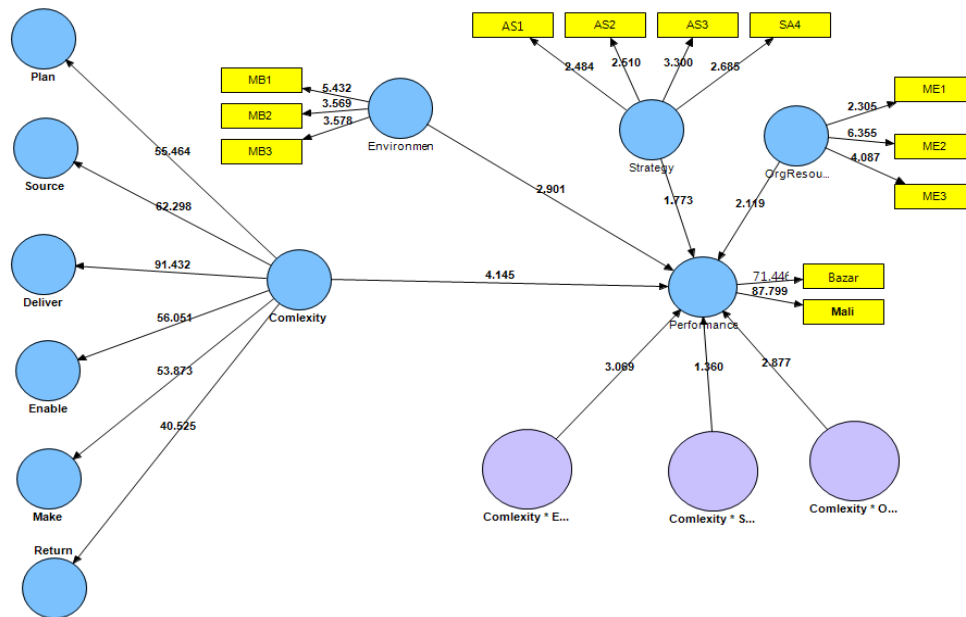 AS1
AS2
AS3
SA4
Plan
2.484
2.510
3.300
2.685
MB1
5.432
ME1
MB2
3.569
2.305
3.578
Environmen
6.355
ME2
MB3
4.087
55.464
Strategy
OrgResou...
Source
2.901
1.773
2.119
ME3
62.298
91.432
4.145
71.446
Bazar
Deliver
87.799
Comlexity
Performance
Mali
56.051
3.069
1.360
2.877
53.873
Enable
40.525
Make
Comlexity * E...
Comlexity * S...
Comlexity * O...
Return